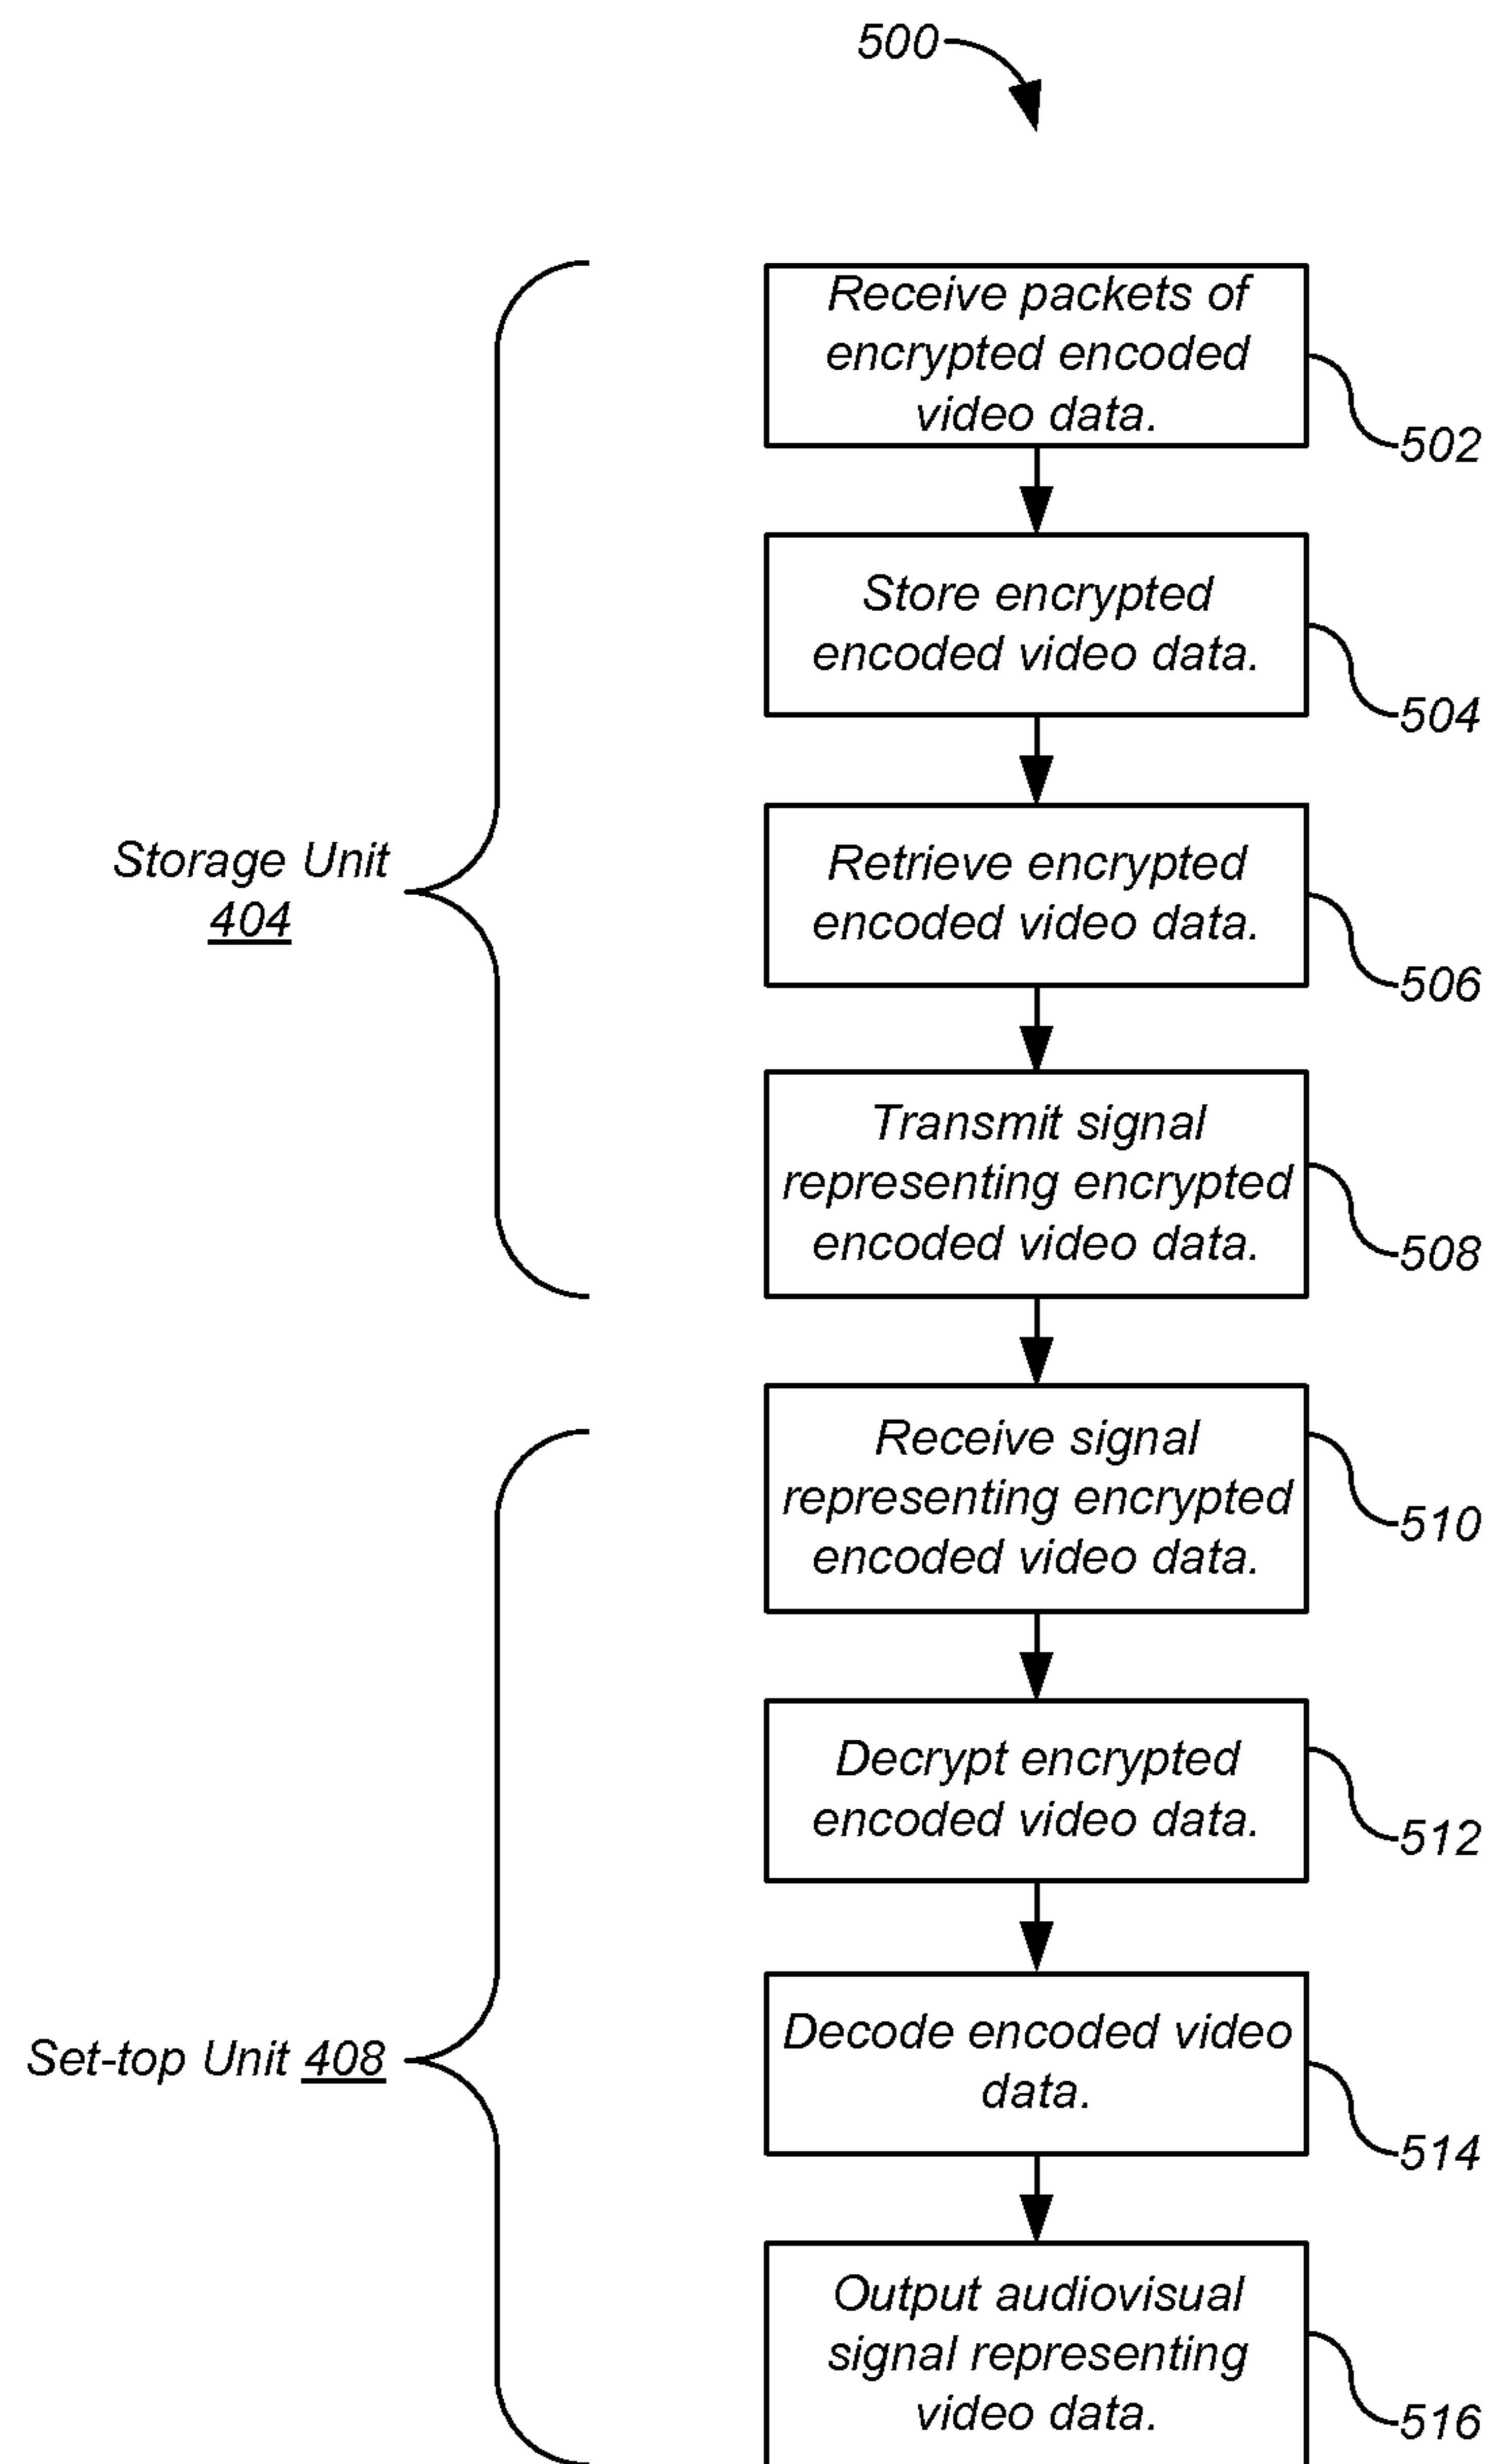 500
Receive packets of
encrypted encoded
video data.
502
Store encrypted
encoded video data.
504
Storage Unit
404
Retrieve encrypted
encoded video data.
506
Transmit signal
representing encrypted
encoded video data.
508
Receive signal
representing encrypted
encoded video data.
510
Decrypt encrypted
encoded video data.
512
Set-top Unit 408
Decode encoded video
data.
514
Output audiovisual
signal representing
video data.
516